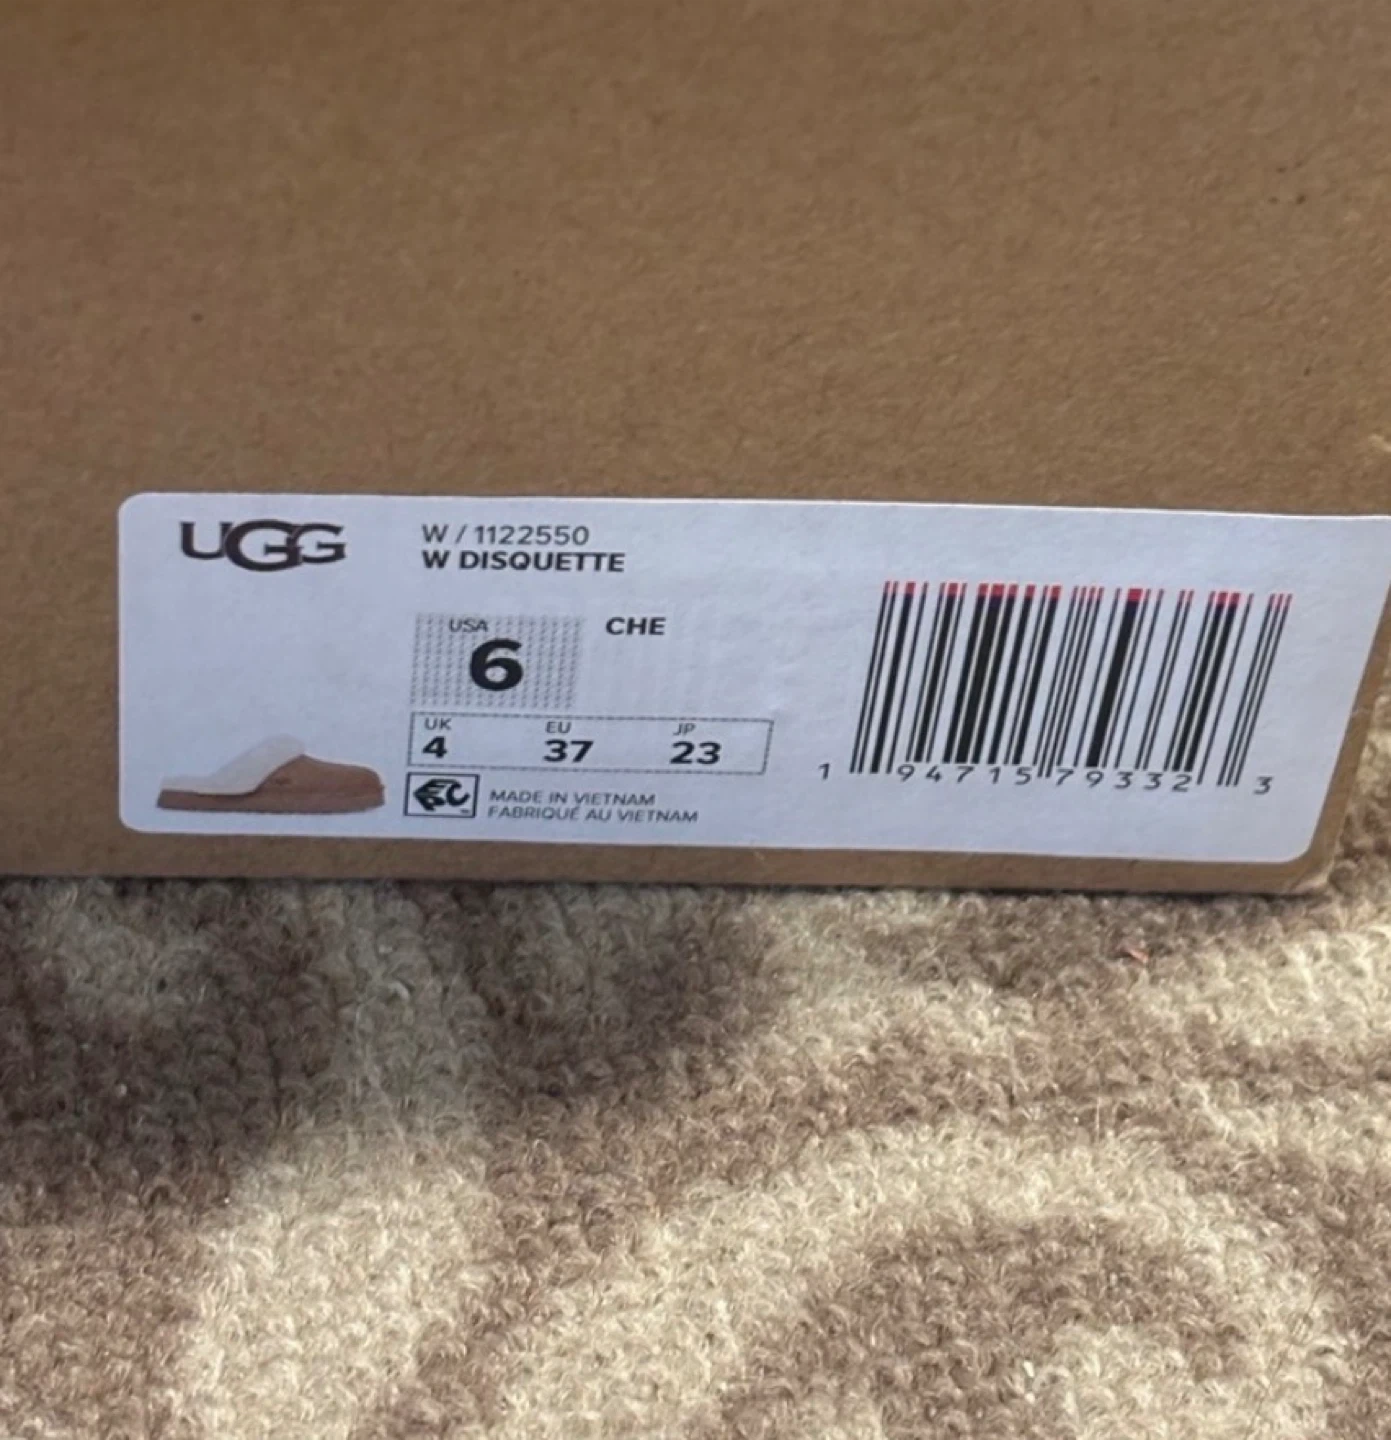 UGG
W / 1122550
W DISQUETTE
USA
6
CHE
UK EU JP
4 37 23
MADE IN VIETNAM
FABRIQUÉ AU VIETNAM
1 94715 79332 3